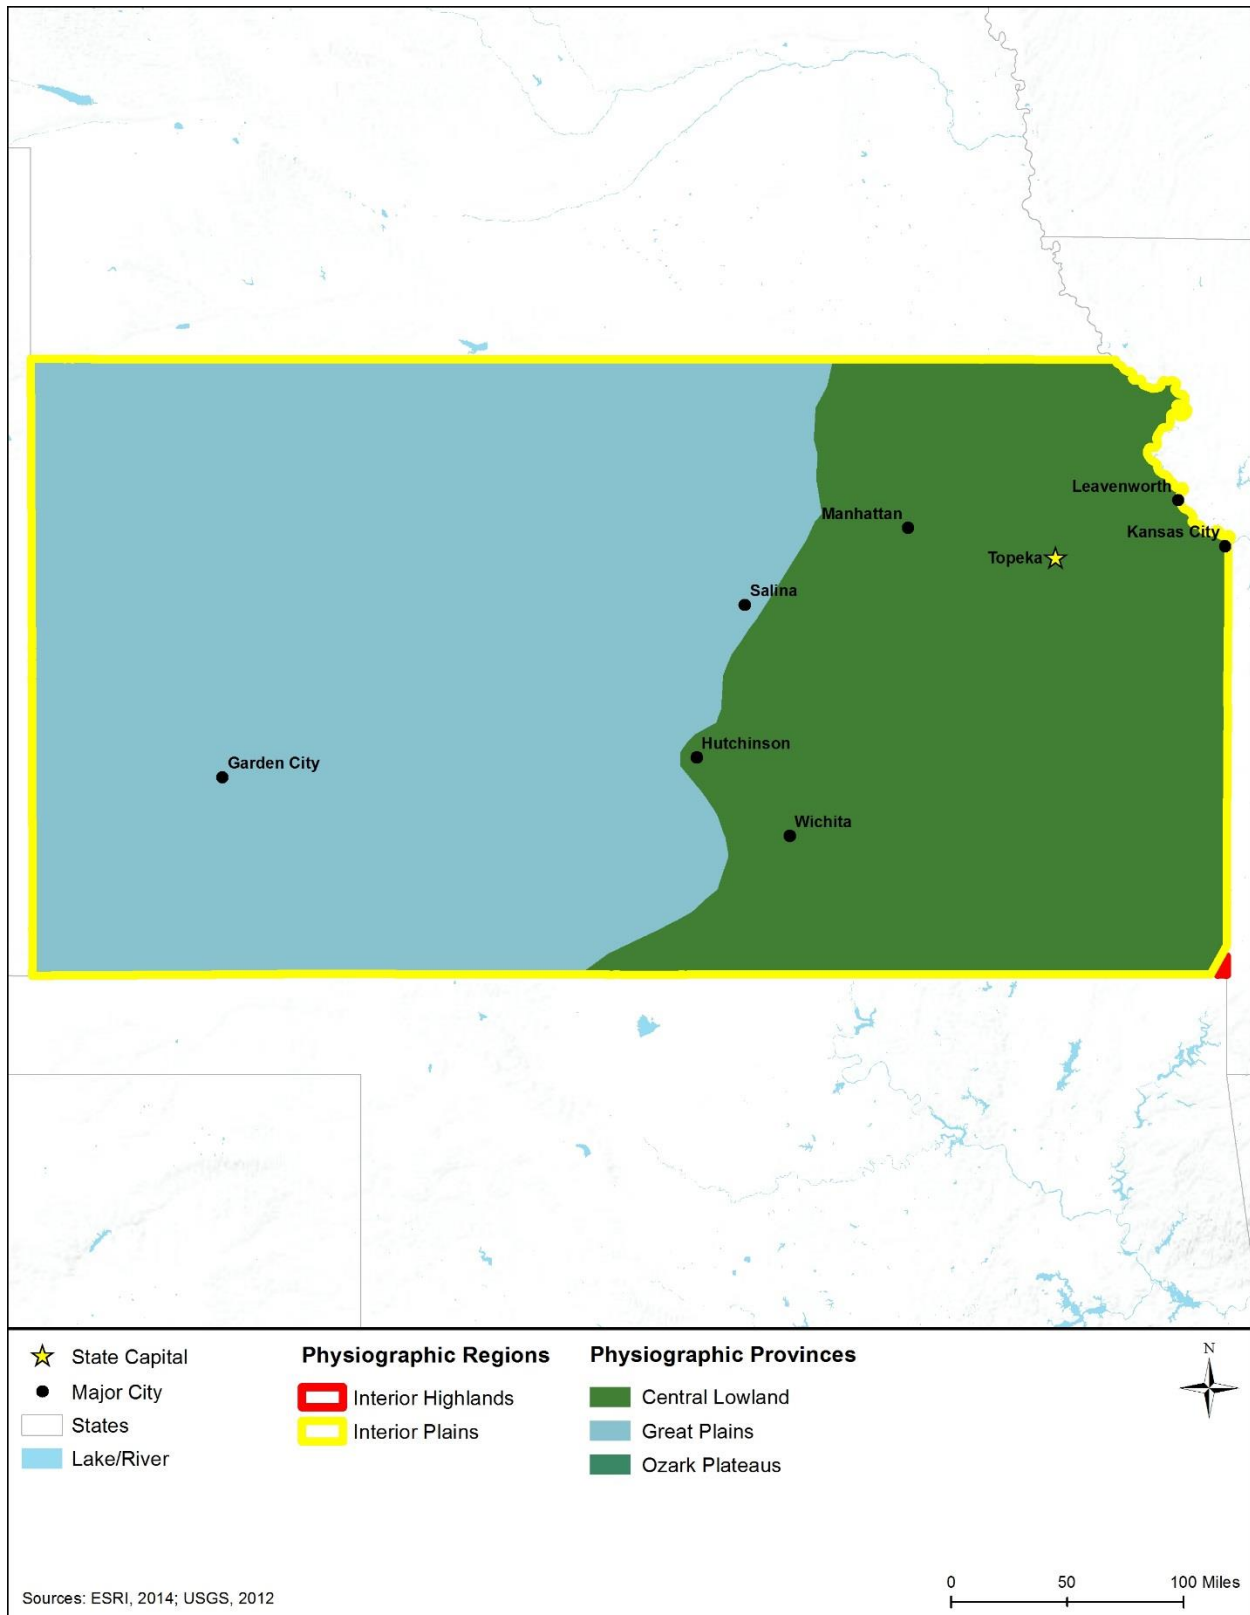 Leavenworth
Manhattan
Kansas City
Topeka
Salina
Hutchinson
Garden City
Wichita
State Capital
Major City
States
Lake/River
Physiographic Regions
Interior Highlands
Interior Plains
Physiographic Provinces
Central Lowland
Great Plains
Ozark Plateaus
N
Sources: ESRI, 2014; USGS, 2012
0 50 100 Miles